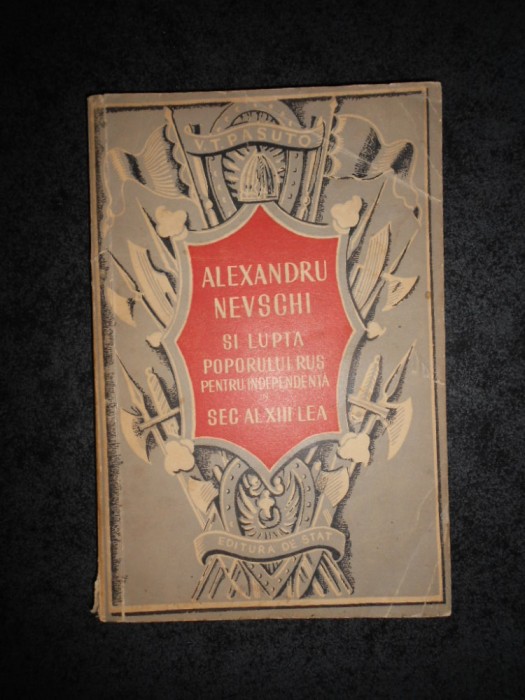 V. T. PASUTO
ALEXANDRU
NEVSCHI
SI LUPTA
POPORULUI RUS
PENTRU INDEPENDENTA
IN
SEC AL XIII LEA
EDITURA DE STAT